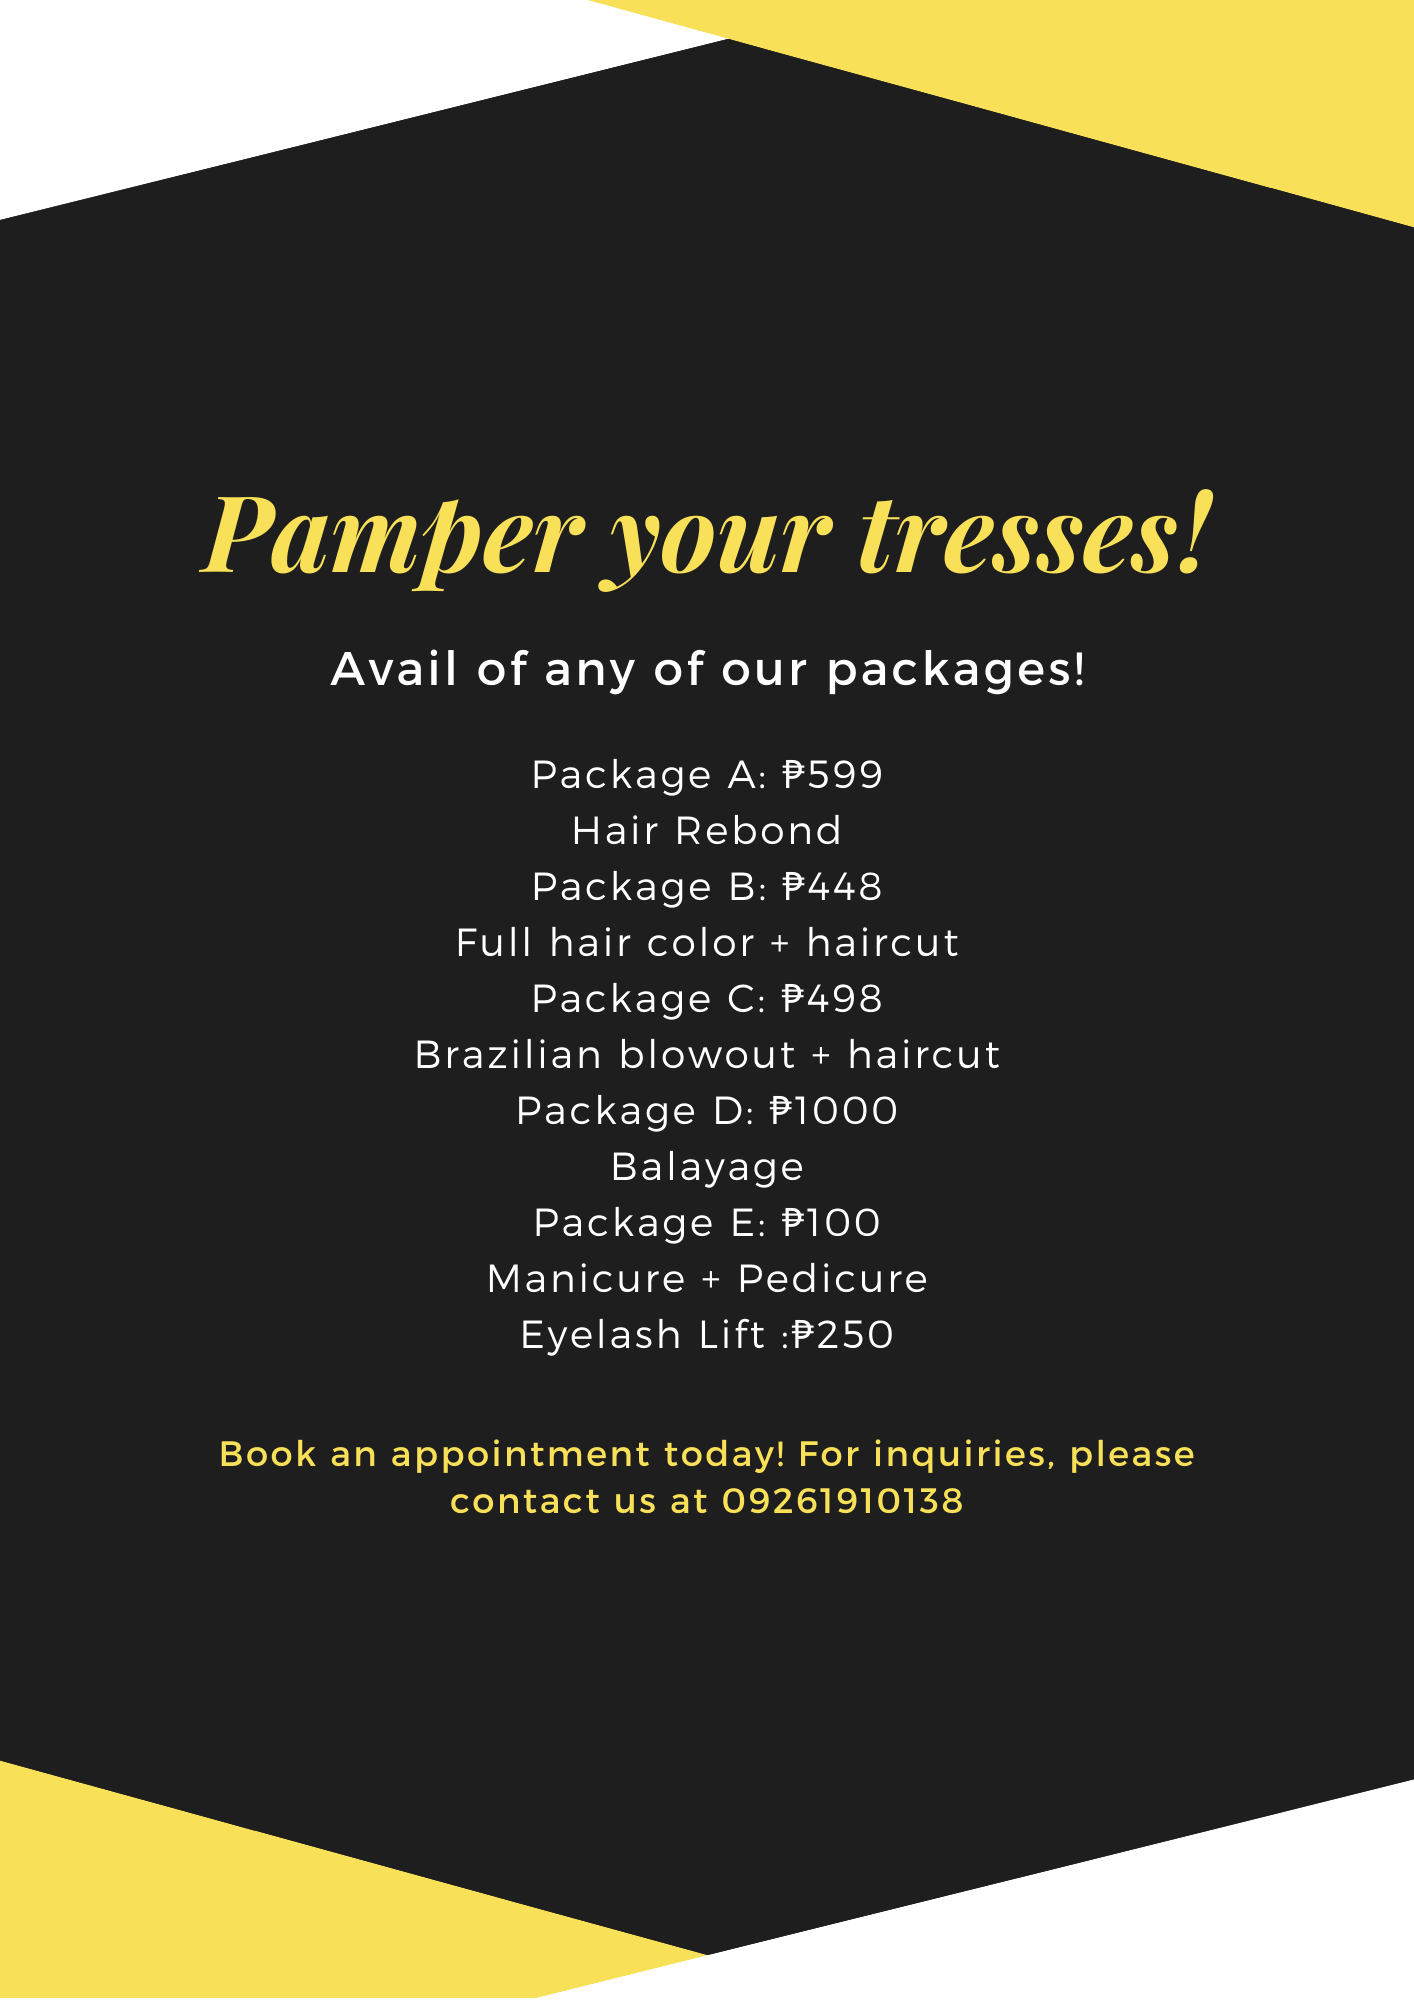 Pamper your tresses!
Avail of any of our packages!
Package A: ₱599
Hair Rebond
Package B: ₱448
Full hair color + haircut
Package C: ₱498
Brazilian blowout + haircut
Package D: ₱1000
Balayage
Package E: ₱100
Manicure + Pedicure
Eyelash Lift :₱250
Book an appointment today! For inquiries, please
contact us at 09261910138